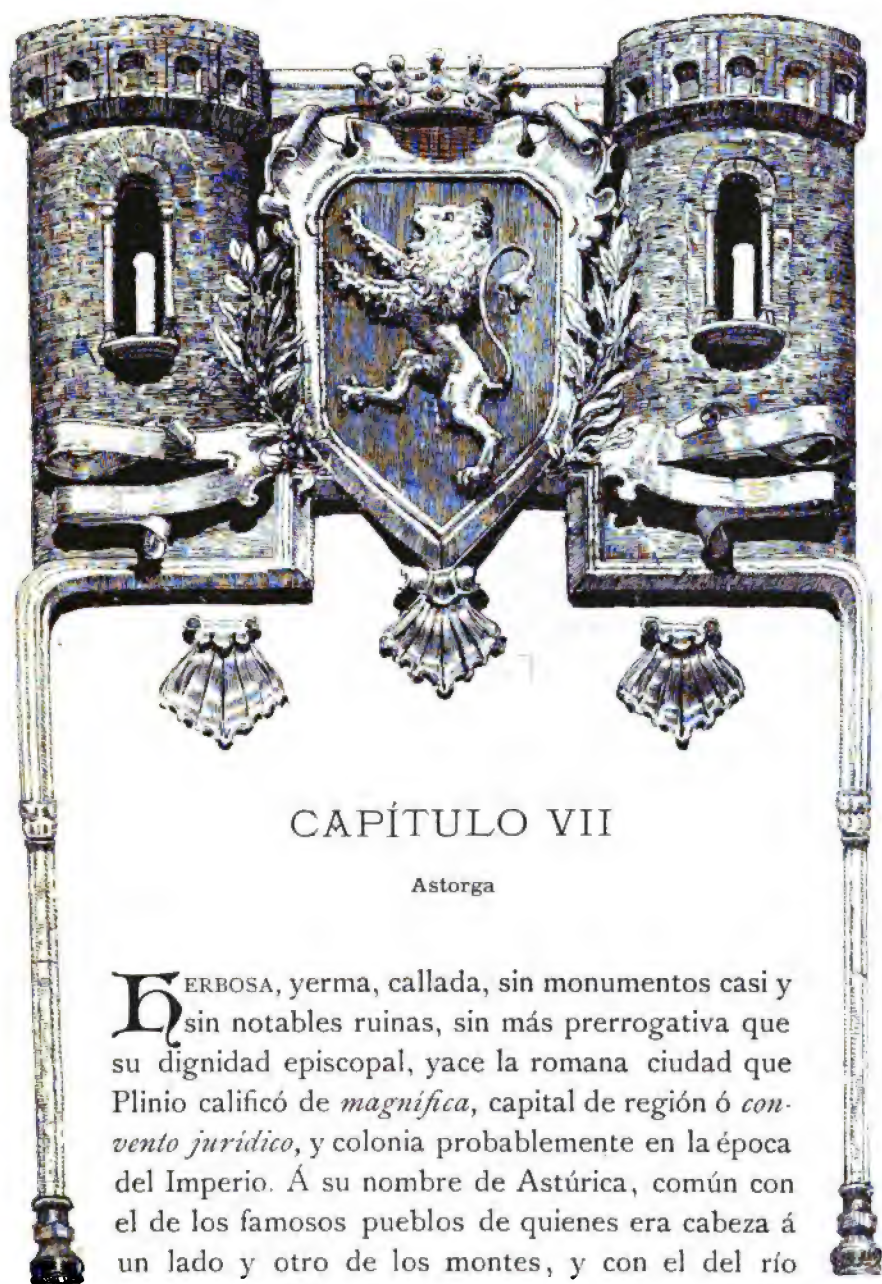 CAPÍTULO VII
Astorga
HERBOSA, yerma, callada, sin monumentos casi y
sin notables ruinas, sin más prerrogativa que
su dignidad episcopal, yace la romana ciudad que
Plinio calificó de magnífica, capital de región ó con-
vento jurídico, y colonia probablemente en la época
del Imperio. Á su nombre de Astúrica, común con
el de los famosos pueblos de quienes era cabeza á
un lado y otro de los montes, y con el del río